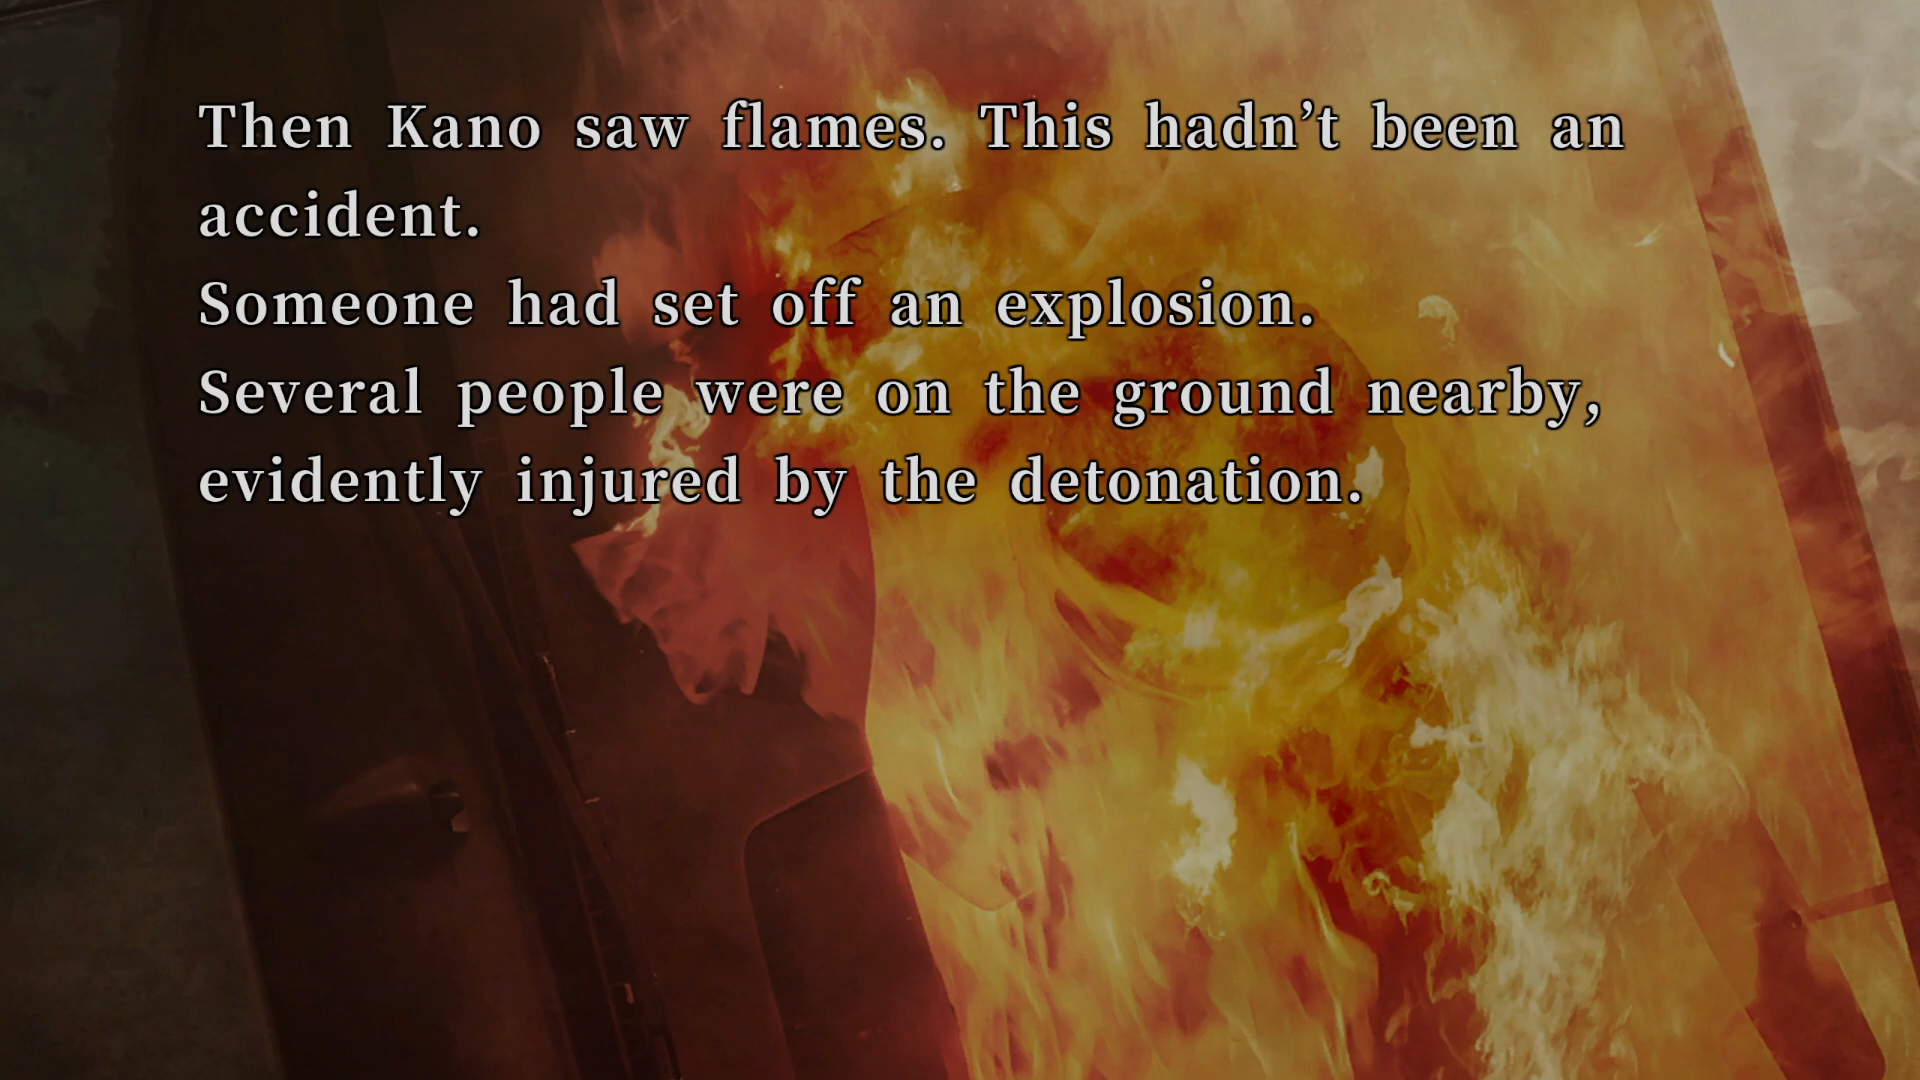 Then Kano saw flames. This hadn’t been an
accident.
Someone had set off an explosion.
Several people were on the ground nearby,
evidently injured by the detonation.